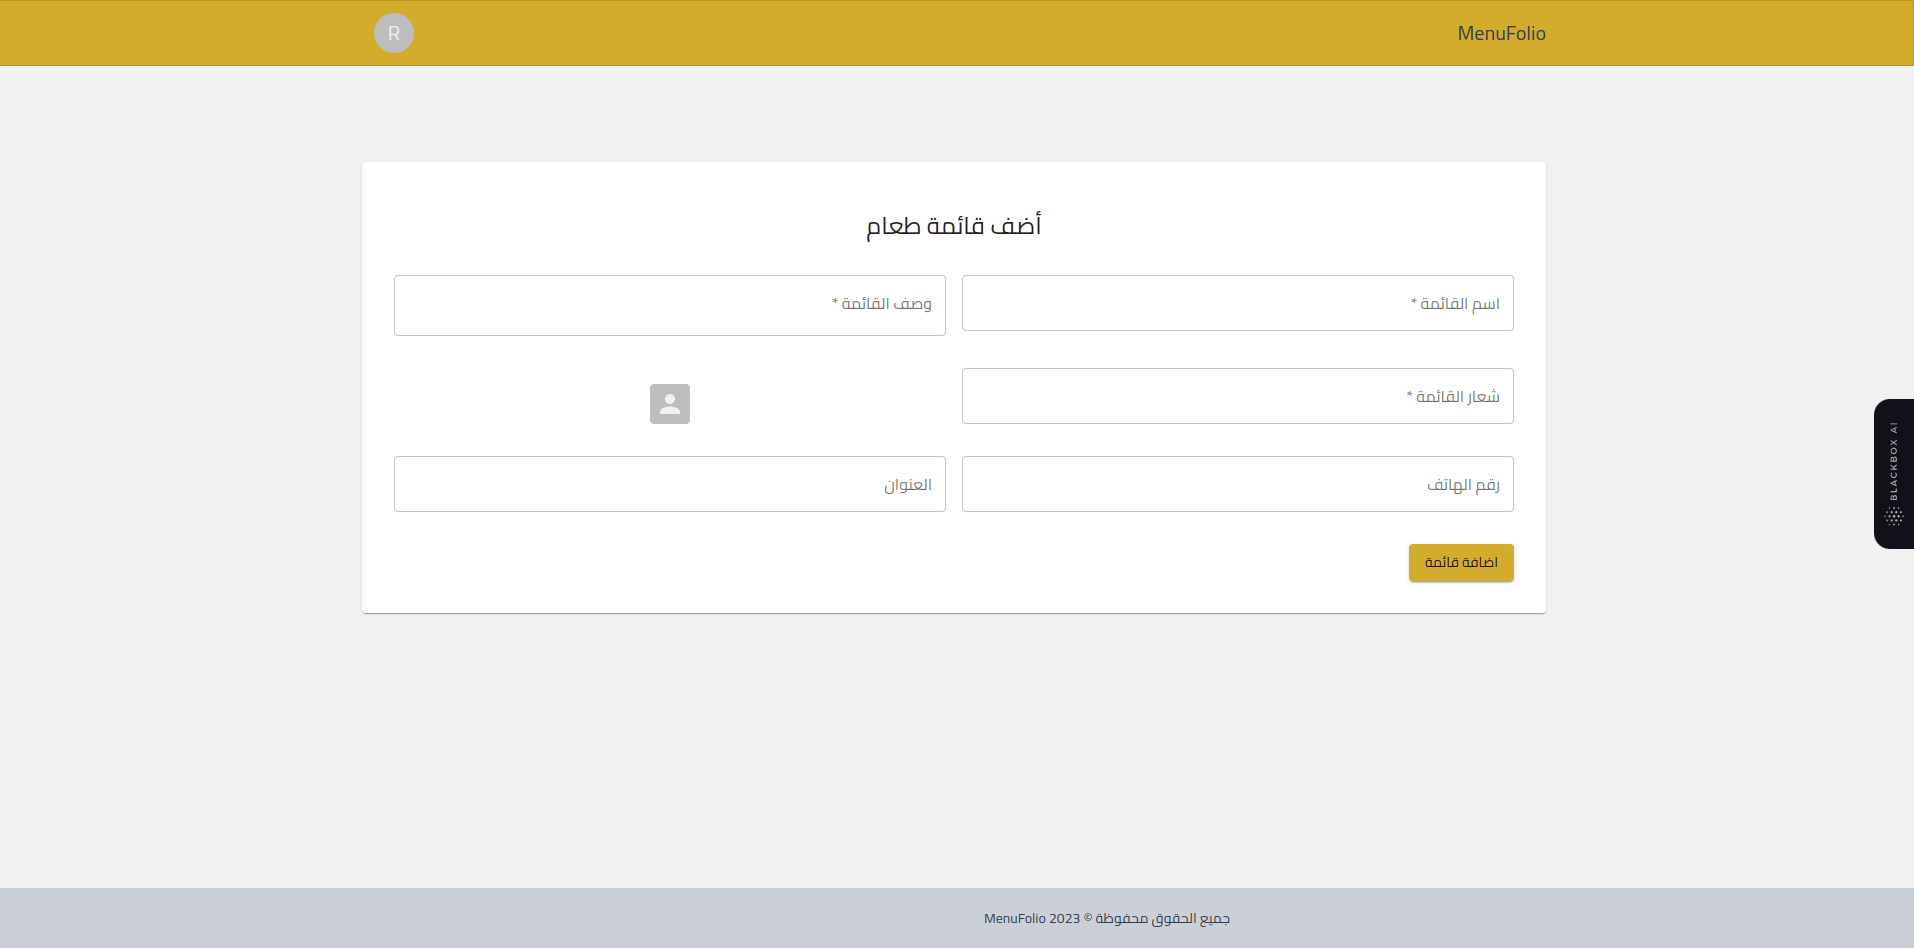 MenuFolio
R
أضف قائمة طعام
اسم القائمة *
وصف القائمة *
شعار القائمة *
رقم الهاتف
العنوان
اضافة قائمة
BLACKBOX AI
جميع الحقوق محفوظة © MenuFolio 2023